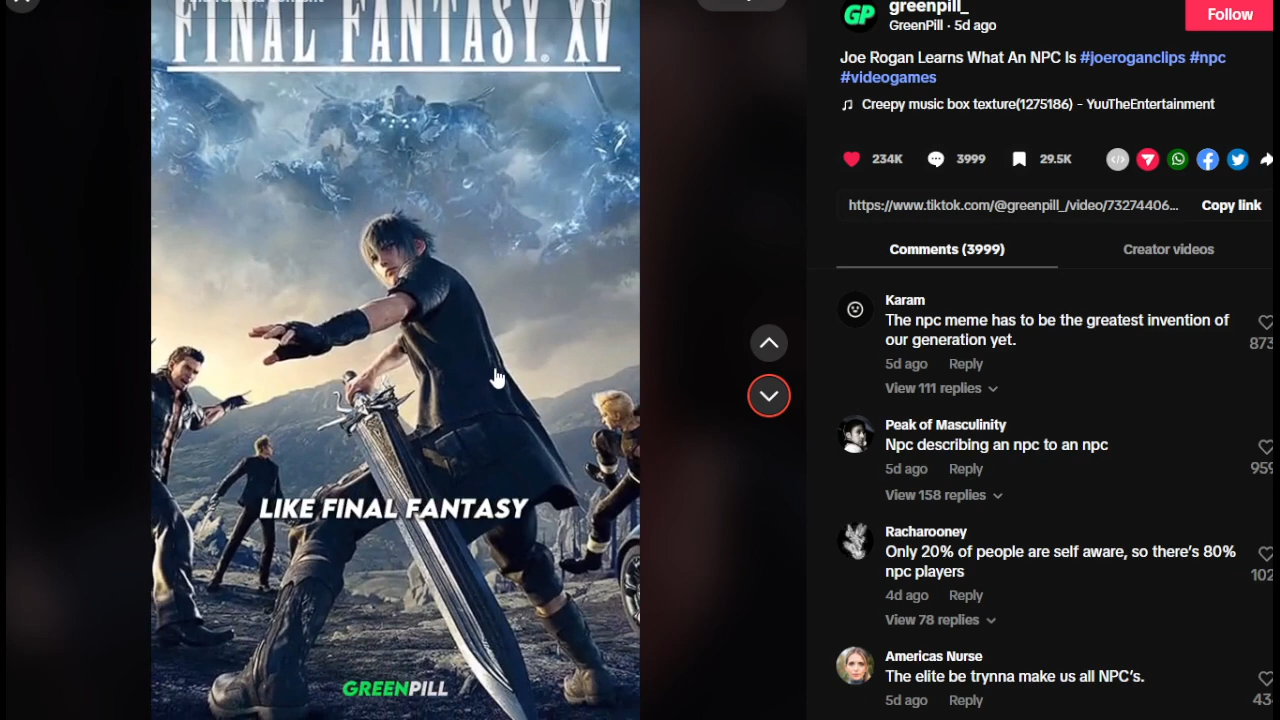 FINAL FANTASY XV
LIKE FINAL FANTASY
GREENPILL
GP
greenpill_
GreenPill · 5d ago
Follow
Joe Rogan Learns What An NPC Is #joeroganclips #npc
#videogames
Creepy music box texture(1275186) - YuuTheEntertainment
234K
3999
29.5K
https://www.tiktok.com/@greenpill_/video/73274406...
Copy link
Comments (3999)
Creator videos
Karam
The npc meme has to be the greatest invention of
our generation yet.
873
5d ago Reply
View 111 replies
Peak of Masculinity
Npc describing an npc to an npc
959
5d ago Reply
View 158 replies
Racharooney
Only 20% of people are self aware, so there's 80%
npc players
102
4d ago Reply
View 78 replies
Americas Nurse
The elite be trynna make us all NPC's.
43
5d ago Reply